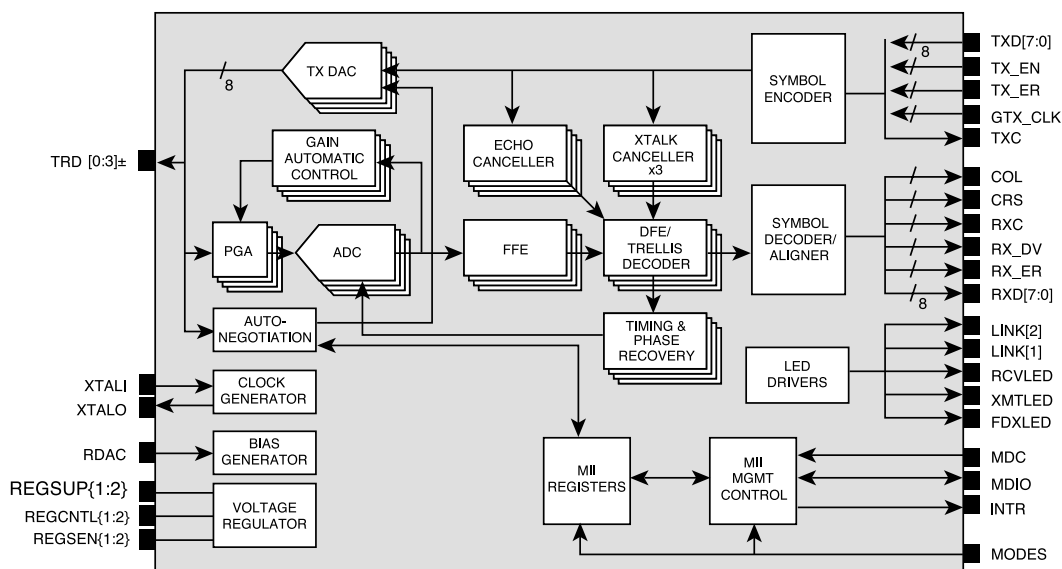 TX DAC
8
SYMBOL
ENCODER
8
TXD[7:0]
TX_EN
TX_ER
GTX_CLK
TXC
TRD [0:3]±
GAIN
AUTOMATIC
CONTROL
ECHO
CANCELLER
XTALK
CANCELLER
x3
PGA
ADC
FFE
DFE/
TRELLIS
DECODER
SYMBOL
DECODER/
ALIGNER
COL
CRS
RXC
RX_DV
RX_ER
8
RXD[7:0]
AUTO-
NEGOTIATION
TIMING &
PHASE
RECOVERY
LED
DRIVERS
LINK[2]
LINK[1]
RCVLED
XMTLED
FDXLED
XTALI
XTALO
CLOCK
GENERATOR
RDAC
BIAS
GENERATOR
REGSUP{1:2}
REGCNTL{1:2}
REGSEN{1:2}
VOLTAGE
REGULATOR
MII
REGISTERS
MII
MGMT
CONTROL
MDC
MDIO
INTR
MODES